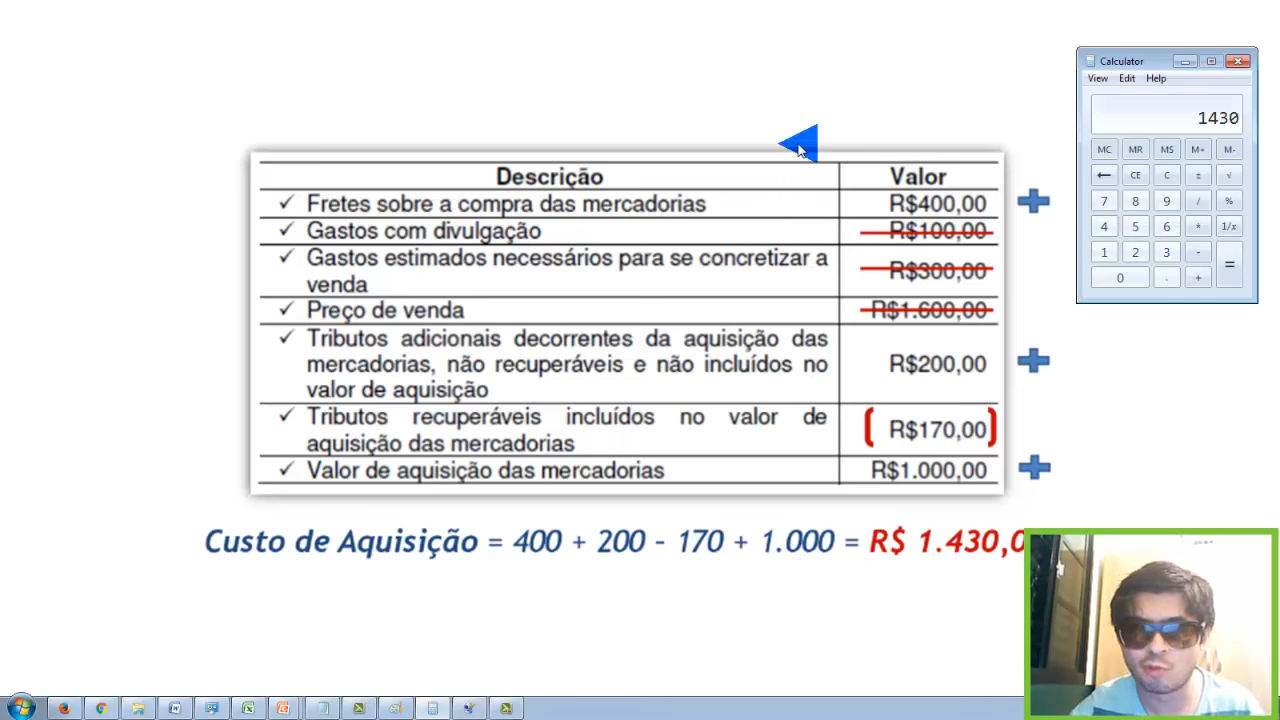 Calculator
View Edit Help
1430
MC MR MS M+ M-
← CE C ± √
7 8 9 / %
4 5 6 * 1/x
1 2 3 - =
0 . +
Descrição Valor
✓ Fretes sobre a compra das mercadorias R$400,00
✓ Gastos com divulgação R$100,00
✓ Gastos estimados necessários para se concretizar a
venda R$300,00
✓ Preço de venda R$1.600,00
✓ Tributos adicionais decorrentes da aquisição das
mercadorias, não recuperáveis e não incluídos no R$200,00
valor de aquisição
✓ Tributos recuperáveis incluídos no valor de
aquisição das mercadorias R$170,00
✓ Valor de aquisição das mercadorias R$1.000,00
Custo de Aquisição = 400 + 200 - 170 + 1.000 = R$ 1.430,0